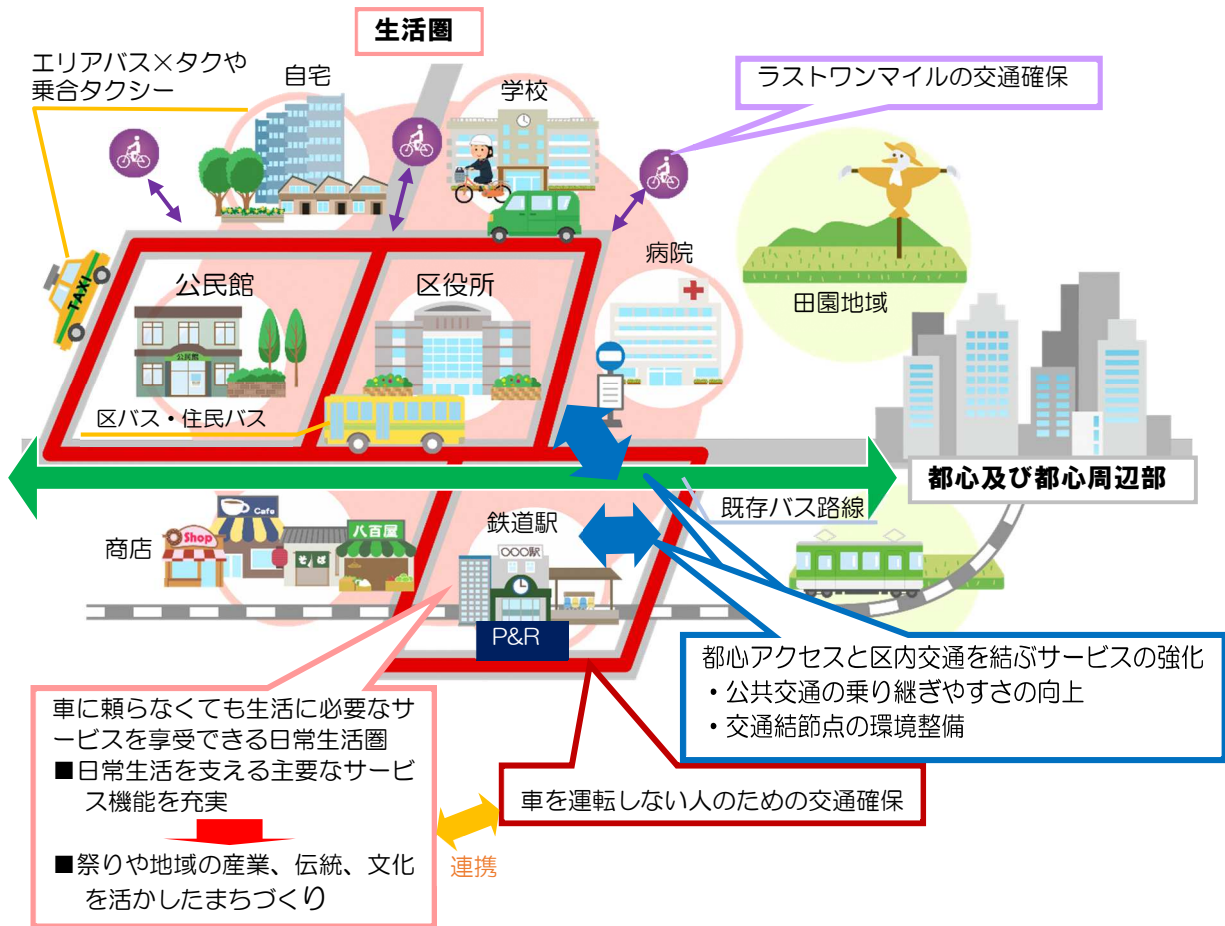 生活圏
エリアバス×タクや
乗合タクシー
自宅
学校
ラストワンマイルの交通確保
TAXI
公民館
公民館
区役所
病院
田園地域
区バス・住民バス
都心及び都心周辺部
既存バス路線
商店
Shop
Cafe
そば
八百屋
鉄道駅
〇〇〇駅
P&R
都心アクセスと区内交通を結ぶサービスの強化
・公共交通の乗り継ぎやすさの向上
・交通結節点の環境整備
車に頼らなくても生活に必要なサ
ービスを享受できる日常生活圏
■日常生活を支える主要なサービ
ス機能を充実
■祭りや地域の産業、伝統、文化
を活かしたまちづくり
連携
車を運転しない人のための交通確保